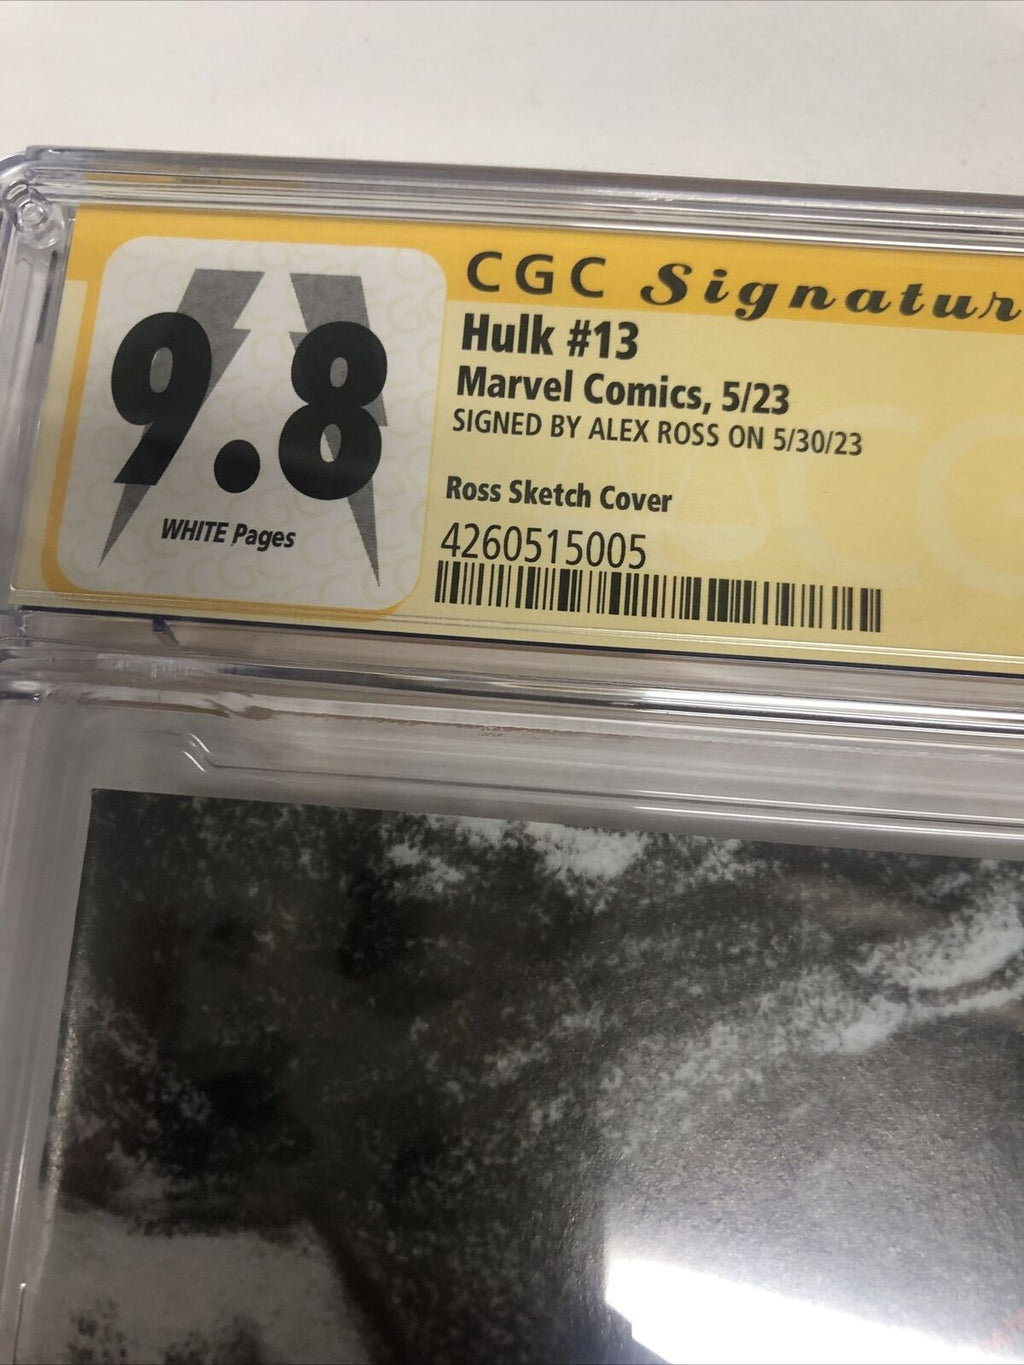 CGC Signatur
9.8
WHITE Pages
Hulk #13
Marvel Comics, 5/23
SIGNED BY ALEX ROSS ON 5/30/23
Ross Sketch Cover
4260515005